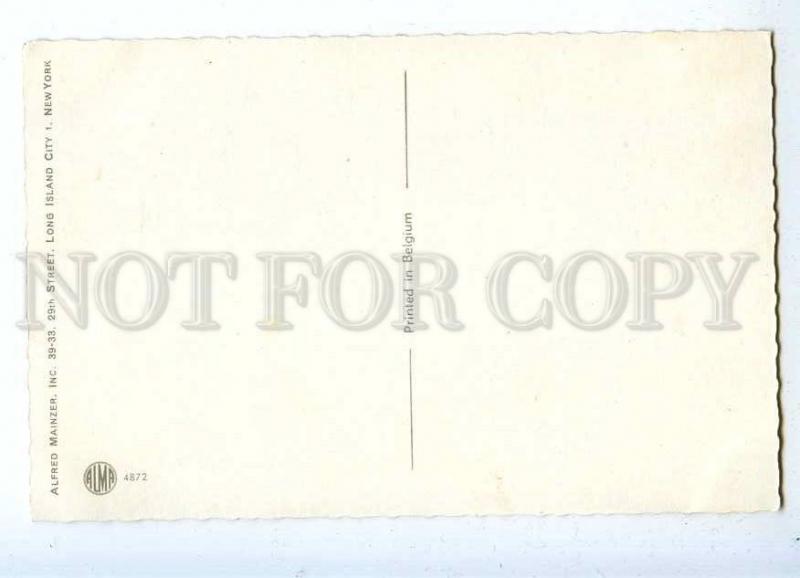 ALFRED MAINZER, INC. 39-33, 29th STREET, LONG ISLAND CITY 1, NEW YORK
ALMA 4872
Printed in Belgium
NOT FOR COPY